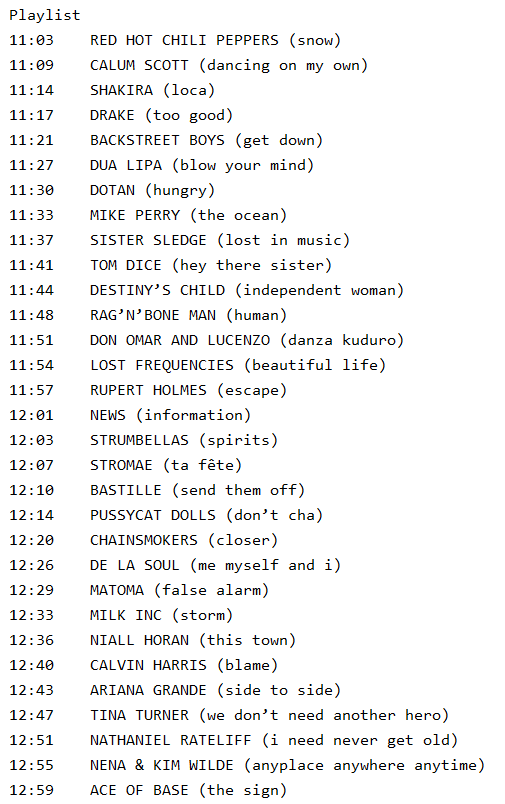 Playlist
11:03 RED HOT CHILI PEPPERS (snow)
11:09 CALUM SCOTT (dancing on my own)
11:14 SHAKIRA (loca)
11:17 DRAKE (too good)
11:21 BACKSTREET BOYS (get down)
11:27 DUA LIPA (blow your mind)
11:30 DOTAN (hungry)
11:33 MIKE PERRY (the ocean)
11:37 SISTER SLEDGE (lost in music)
11:41 TOM DICE (hey there sister)
11:44 DESTINY’S CHILD (independent woman)
11:48 RAG’N’BONE MAN (human)
11:51 DON OMAR AND LUCENZO (danza kuduro)
11:54 LOST FREQUENCIES (beautiful life)
11:57 RUPERT HOLMES (escape)
12:01 NEWS (information)
12:03 STRUMBELLAS (spirits)
12:07 STROMAE (ta fête)
12:10 BASTILLE (send them off)
12:14 PUSSYCAT DOLLS (don’t cha)
12:20 CHAINSMOKERS (closer)
12:26 DE LA SOUL (me myself and i)
12:29 MATOMA (false alarm)
12:33 MILK INC (storm)
12:36 NIALL HORAN (this town)
12:40 CALVIN HARRIS (blame)
12:43 ARIANA GRANDE (side to side)
12:47 TINA TURNER (we don’t need another hero)
12:51 NATHANIEL RATELIFF (i need never get old)
12:55 NENA & KIM WILDE (anyplace anywhere anytime)
12:59 ACE OF BASE (the sign)